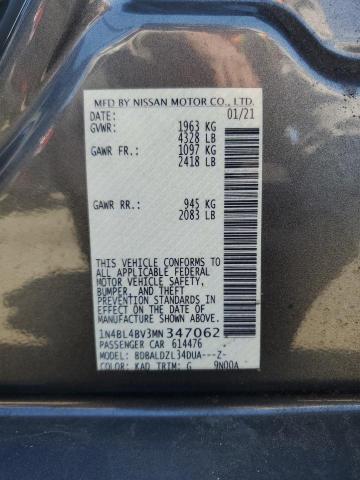 MFD BY NISSAN MOTOR CO., LTD.
DATE: 01/21
GVWR: 1963 KG
4328 LB
GAWR FR.: 1097 KG
2418 LB
GAWR RR.: 945 KG
2083 LB
THIS VEHICLE CONFORMS TO
ALL APPLICABLE FEDERAL
MOTOR VEHICLE SAFETY,
BUMPER, AND THEFT
PREVENTION STANDARDS IN
EFFECT ON THE DATE OF
MANUFACTURE SHOWN ABOVE.
1N4BL4BV3MN347062
PASSENGER CAR 614476
MODEL: BDBALDZL34DUA---Z-
COLOR: KAD TRIM: G 9N00A